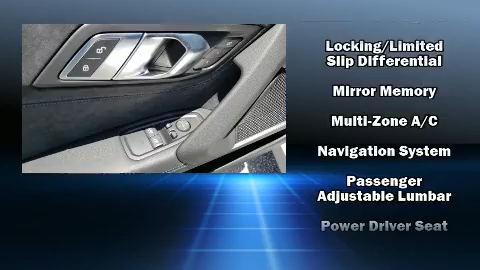 Locking/Limited
Slip Differential
Mirror Memory
Multi-Zone A/C
Navigation System
Passenger
Adjustable Lumbar
Power Driver Seat